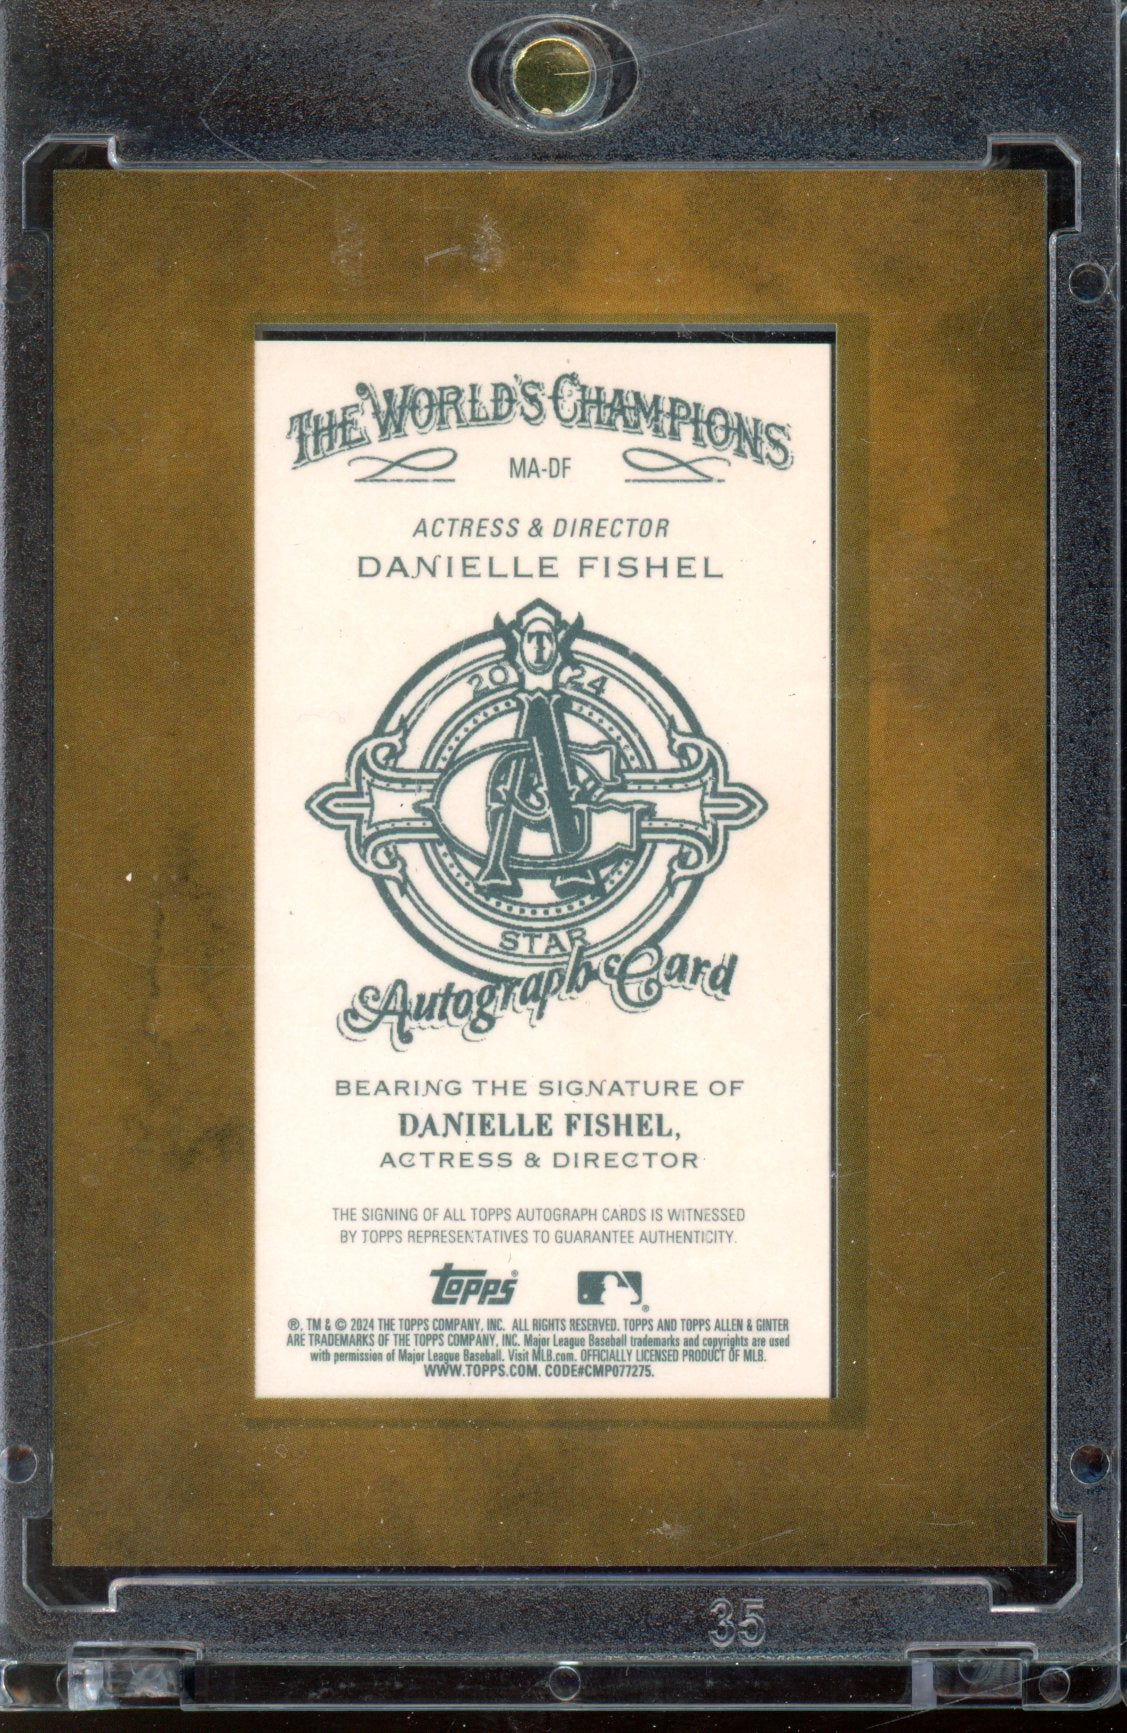 THE WORLD'S CHAMPIONS
MA-DF
ACTRESS & DIRECTOR
DANIELLE FISHEL
T
20 24
A&G
STAR
Autograph Card
BEARING THE SIGNATURE OF
DANIELLE FISHEL,
ACTRESS & DIRECTOR
THE SIGNING OF ALL TOPPS AUTOGRAPH CARDS IS WITNESSED
BY TOPPS REPRESENTATIVES TO GUARANTEE AUTHENTICITY.
topps®
®
®, TM & © 2024 THE TOPPS COMPANY, INC. ALL RIGHTS RESERVED. TOPPS AND TOPPS ALLEN & GINTER
ARE TRADEMARKS OF THE TOPPS COMPANY, INC. Major League Baseball trademarks and copyrights are used
with permission of Major League Baseball. Visit MLB.com. OFFICIALLY LICENSED PRODUCT OF MLB.
WWW.TOPPS.COM. CODE#CMP077275.
35